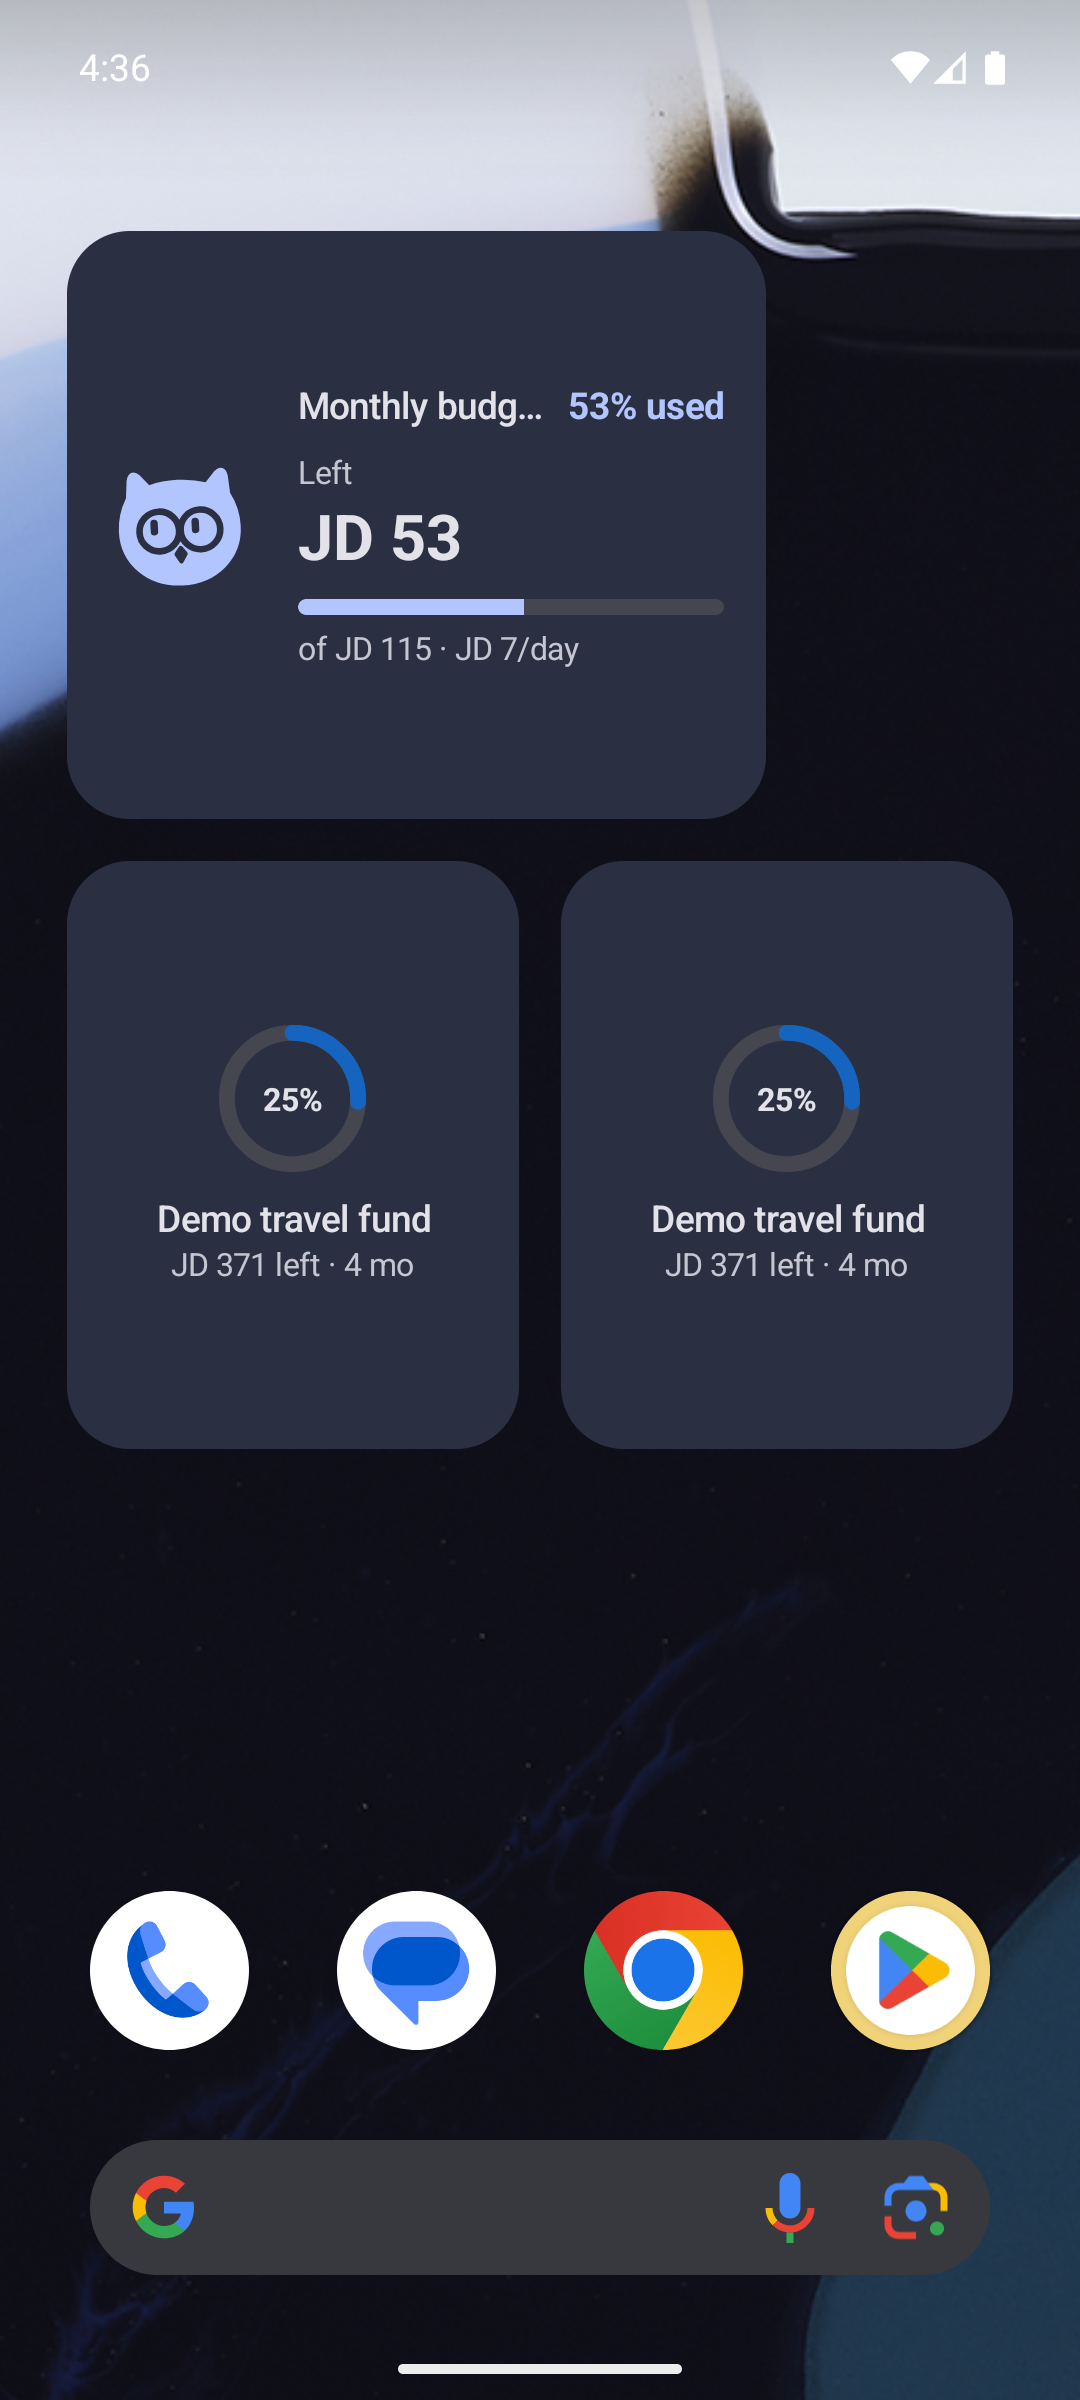 4:36
Monthly budg... 53% used
Left
JD 53
of JD 115 · JD 7/day
25%
Demo travel fund
JD 371 left · 4 mo
25%
Demo travel fund
JD 371 left · 4 mo